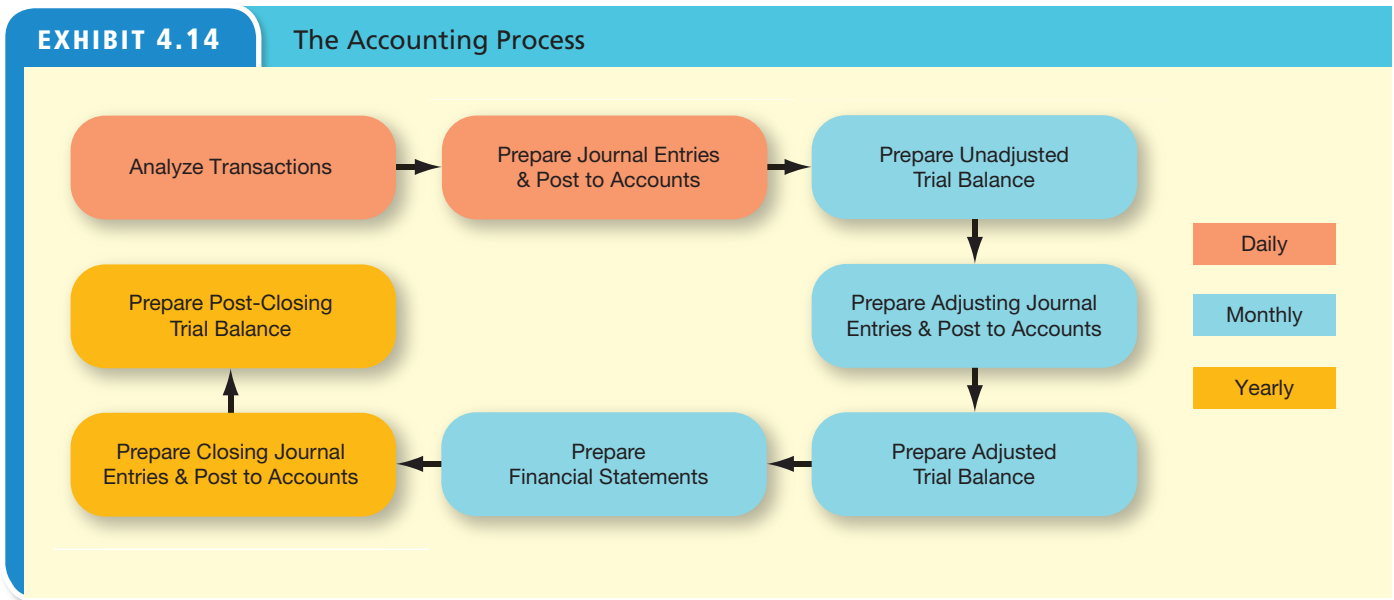 EXHIBIT 4.14
The Accounting Process
Analyze Transactions
Prepare Journal Entries
& Post to Accounts
Prepare Unadjusted
Trial Balance
Daily
Prepare Post-Closing
Trial Balance
Prepare Adjusting Journal
Entries & Post to Accounts
Monthly
Yearly
Prepare Closing Journal
Entries & Post to Accounts
Prepare
Financial Statements
Prepare Adjusted
Trial Balance